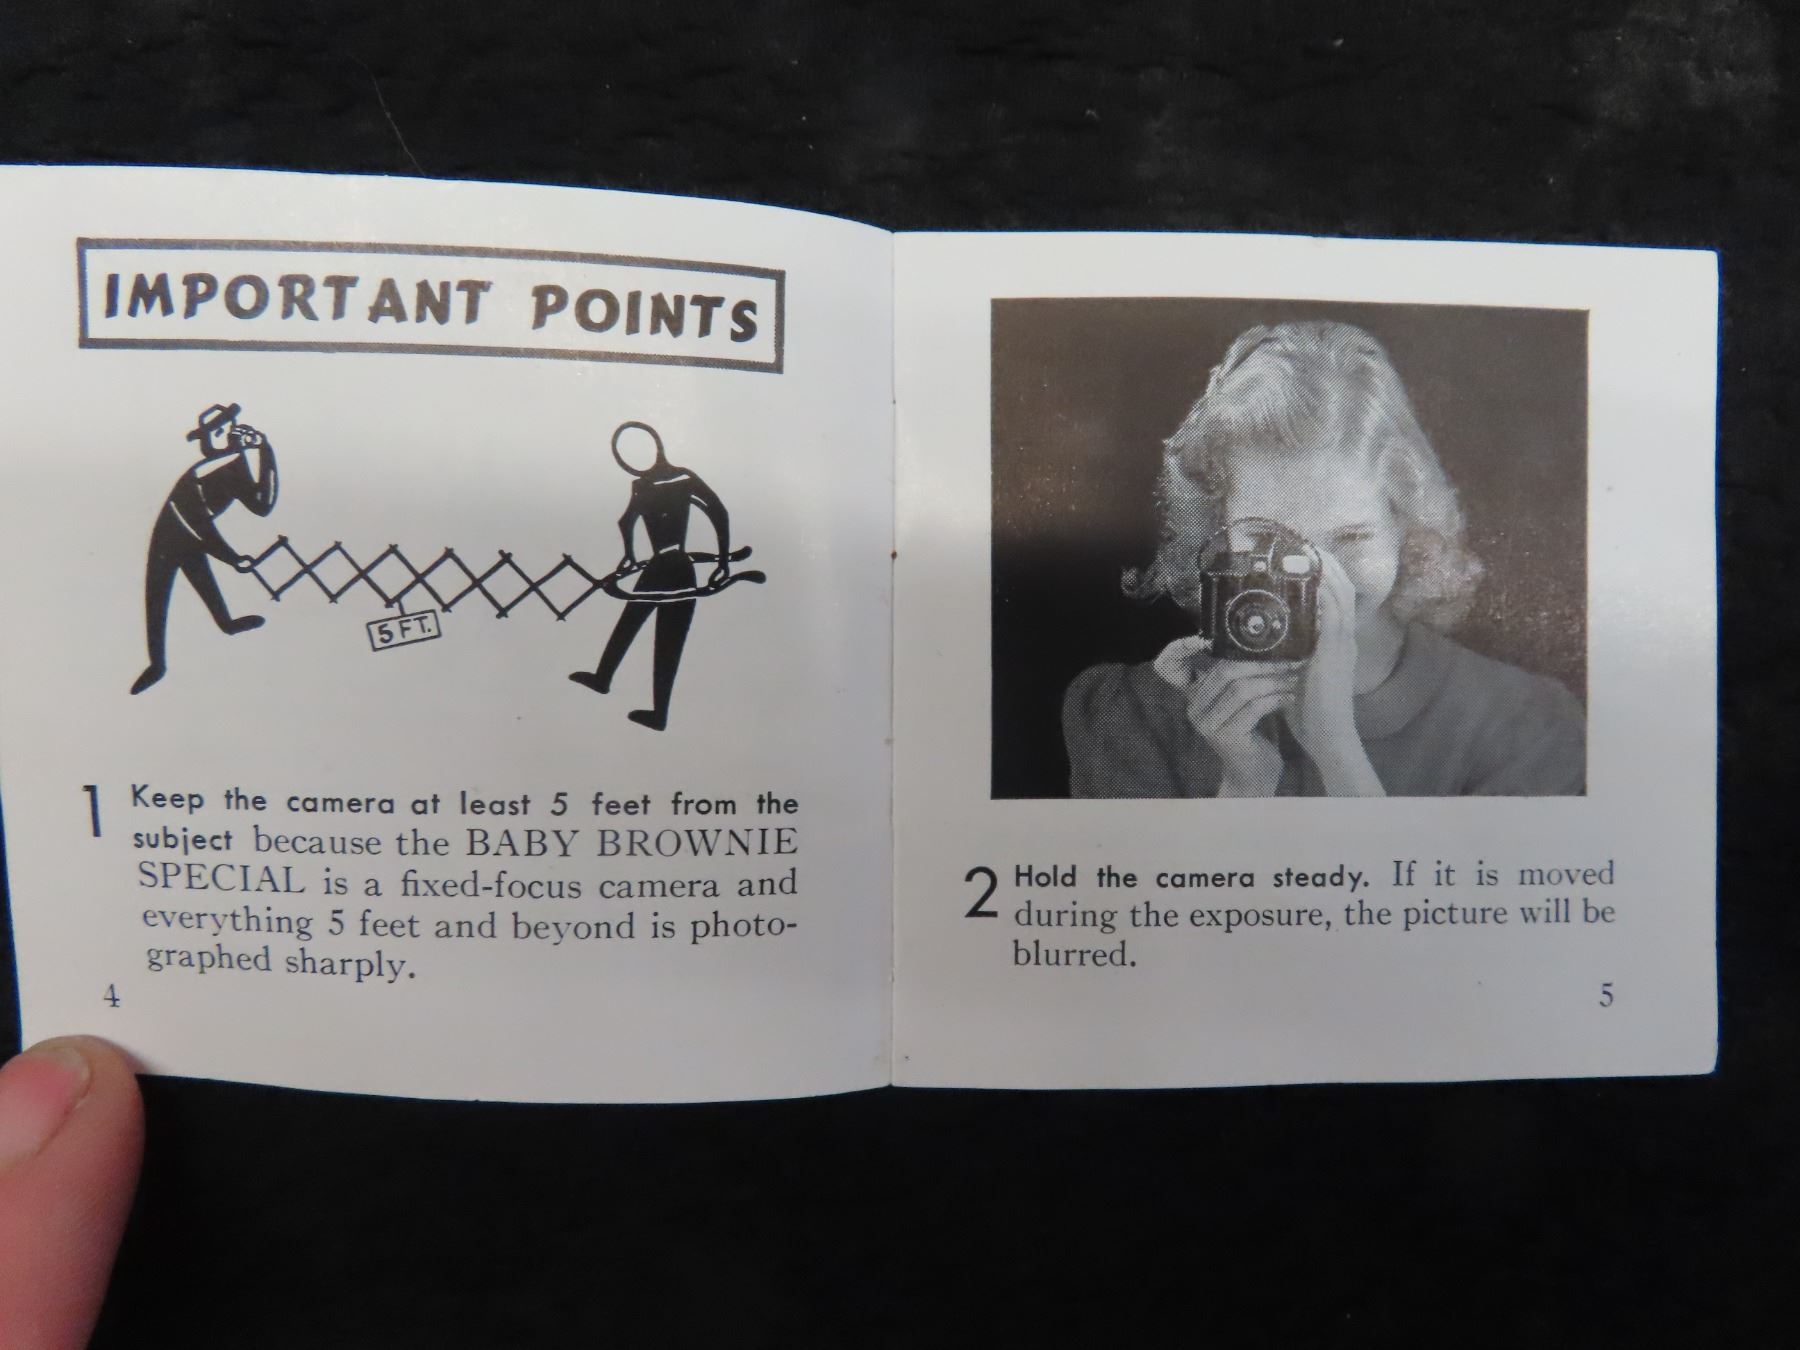 IMPORTANT POINTS
5 FT.
1 Keep the camera at least 5 feet from the
subject because the BABY BROWNIE
SPECIAL is a fixed-focus camera and
everything 5 feet and beyond is photo-
graphed sharply.
4
2 Hold the camera steady. If it is moved
during the exposure, the picture will be
blurred.
5